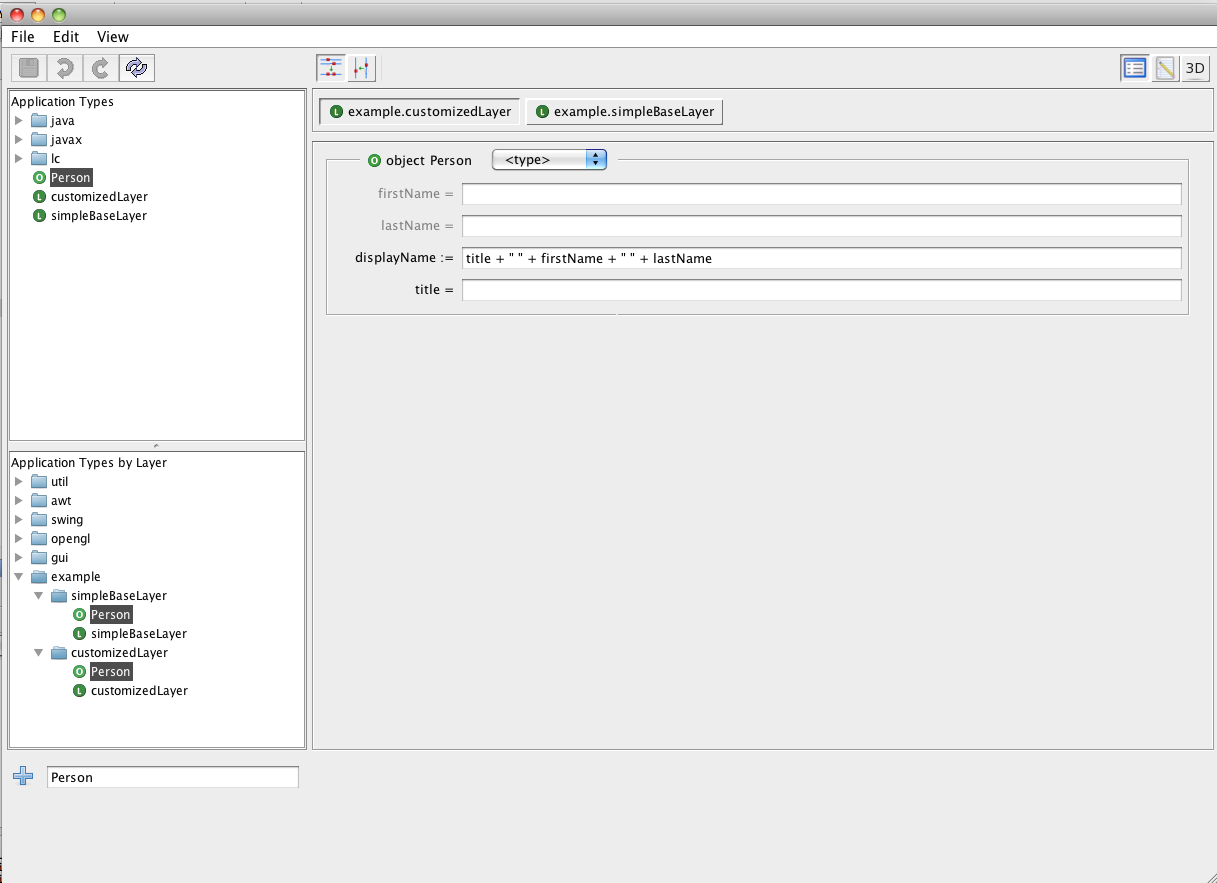 File Edit View
3D
Application Types
java
javax
lc
O Person
L customizedLayer
L simpleBaseLayer
Application Types by Layer
util
awt
swing
opengl
gui
example
simpleBaseLayer
O Person
L simpleBaseLayer
customizedLayer
O Person
L customizedLayer
Person
L example.customizedLayer L example.simpleBaseLayer
O object Person <type>
firstName =
lastName =
displayName := title + " " + firstName + " " + lastName
title =